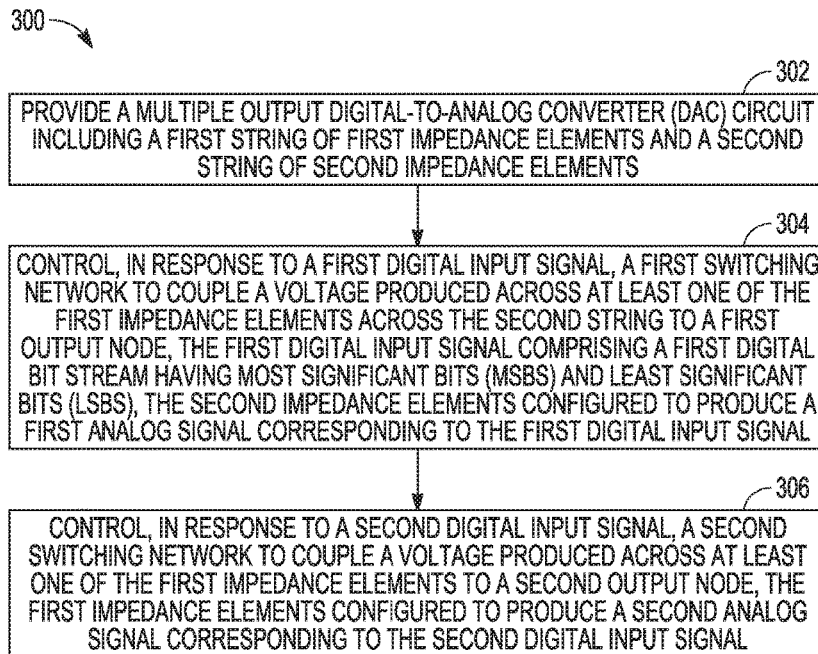 300
302
PROVIDE A MULTIPLE OUTPUT DIGITAL-TO-ANALOG CONVERTER (DAC) CIRCUIT
INCLUDING A FIRST STRING OF FIRST IMPEDANCE ELEMENTS AND A SECOND
STRING OF SECOND IMPEDANCE ELEMENTS
304
CONTROL, IN RESPONSE TO A FIRST DIGITAL INPUT SIGNAL, A FIRST SWITCHING
NETWORK TO COUPLE A VOLTAGE PRODUCED ACROSS AT LEAST ONE OF THE
FIRST IMPEDANCE ELEMENTS ACROSS THE SECOND STRING TO A FIRST
OUTPUT NODE, THE FIRST DIGITAL INPUT SIGNAL COMPRISING A FIRST DIGITAL
BIT STREAM HAVING MOST SIGNIFICANT BITS (MSBS) AND LEAST SIGNIFICANT
BITS (LSBS), THE SECOND IMPEDANCE ELEMENTS CONFIGURED TO PRODUCE A
FIRST ANALOG SIGNAL CORRESPONDING TO THE FIRST DIGITAL INPUT SIGNAL
306
CONTROL, IN RESPONSE TO A SECOND DIGITAL INPUT SIGNAL, A SECOND
SWITCHING NETWORK TO COUPLE A VOLTAGE PRODUCED ACROSS AT LEAST
ONE OF THE FIRST IMPEDANCE ELEMENTS TO A SECOND OUTPUT NODE, THE
FIRST IMPEDANCE ELEMENTS CONFIGURED TO PRODUCE A SECOND ANALOG
SIGNAL CORRESPONDING TO THE SECOND DIGITAL INPUT SIGNAL